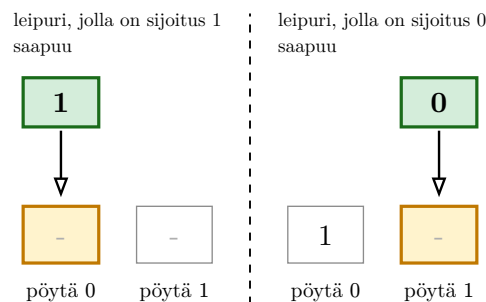 leipuri, jolla on sijoitus 1
saapuu
1
- -
pöytä 0 pöytä 1
leipuri, jolla on sijoitus 0
saapuu
0
1 -
pöytä 0 pöytä 1